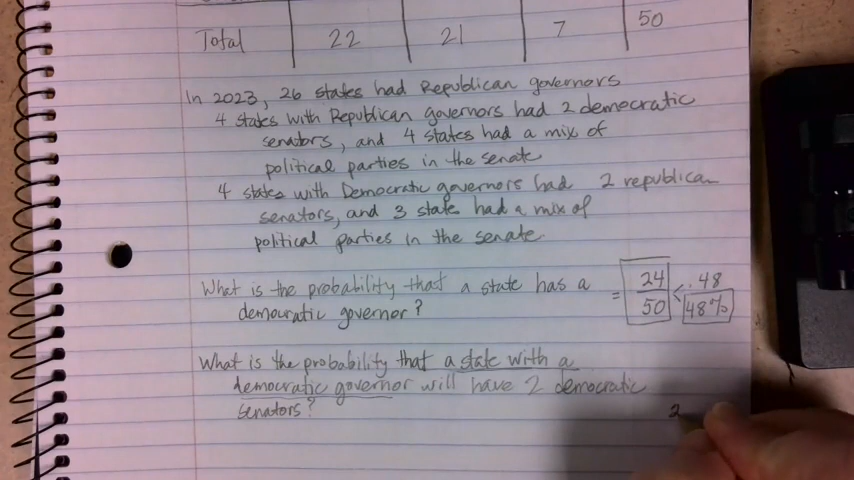 Total 22 21 7 50
In 2023, 26 states had Republican governors
4 states with Republican governors had 2 democratic
senators, and 4 states had a mix of
political parties in the senate
4 states with Democratic governors had 2 republican
senators, and 3 states had a mix of
political parties in the senate.
What is the probability that a state has a
democratic governor?
= 24/50 < .48
48%
What is the probability that a state with a
democratic governor will have 2 democratic
senators?
2